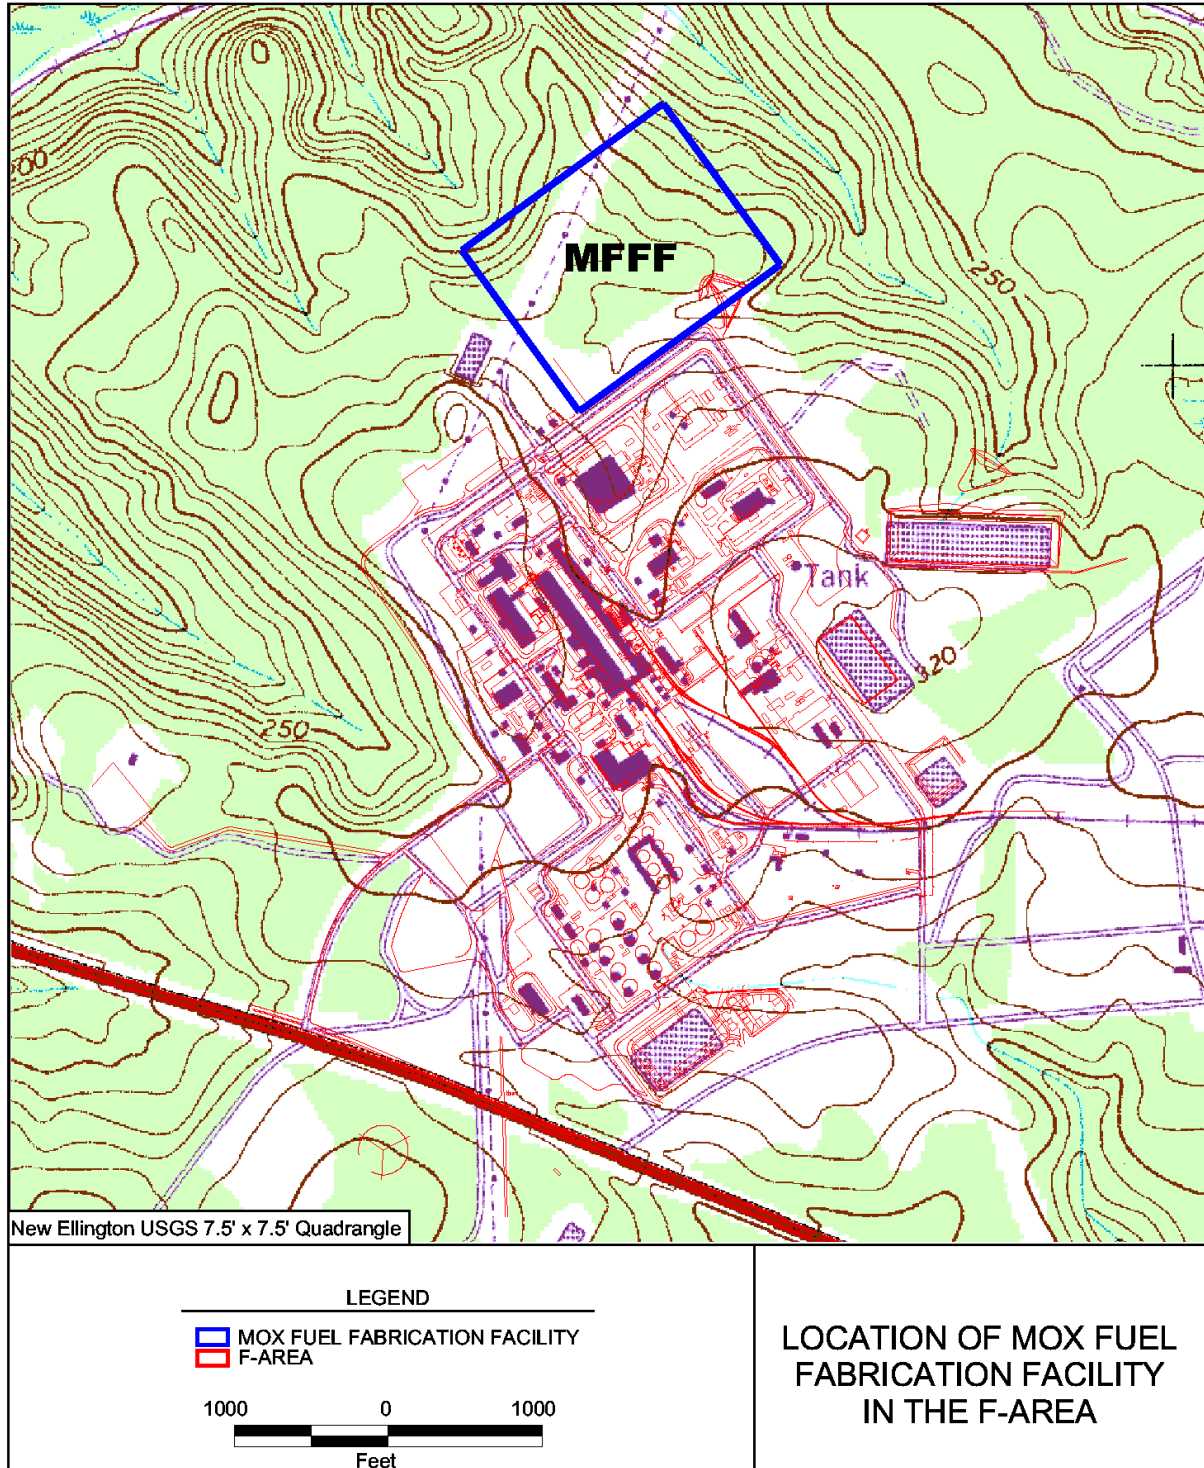 MFFF
250
Tank
320
250
New Ellington USGS 7.5' x 7.5' Quadrangle
LEGEND
MOX FUEL FABRICATION FACILITY
F-AREA
1000 0 1000
Feet
LOCATION OF MOX FUEL
FABRICATION FACILITY
IN THE F-AREA